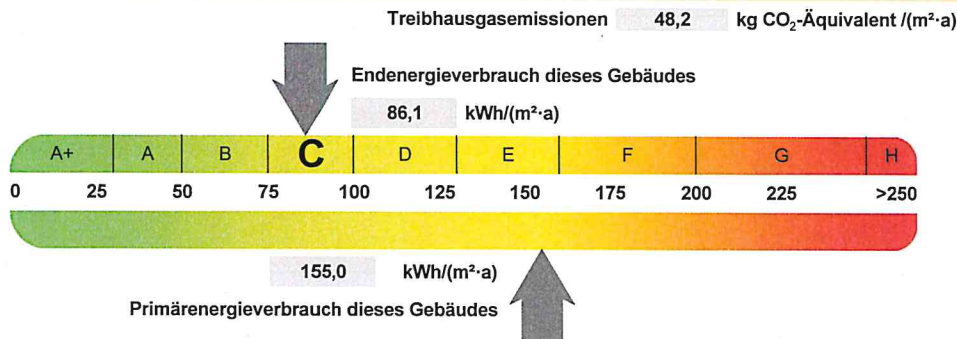 Treibhausgasemissionen 48,2 kg CO₂-Äquivalent /(m²·a)
Endenergieverbrauch dieses Gebäudes
86,1 kWh/(m²·a)
A+ A B C D E F G H
0 25 50 75 100 125 150 175 200 225 >250
155,0 kWh/(m²·a)
Primärenergieverbrauch dieses Gebäudes